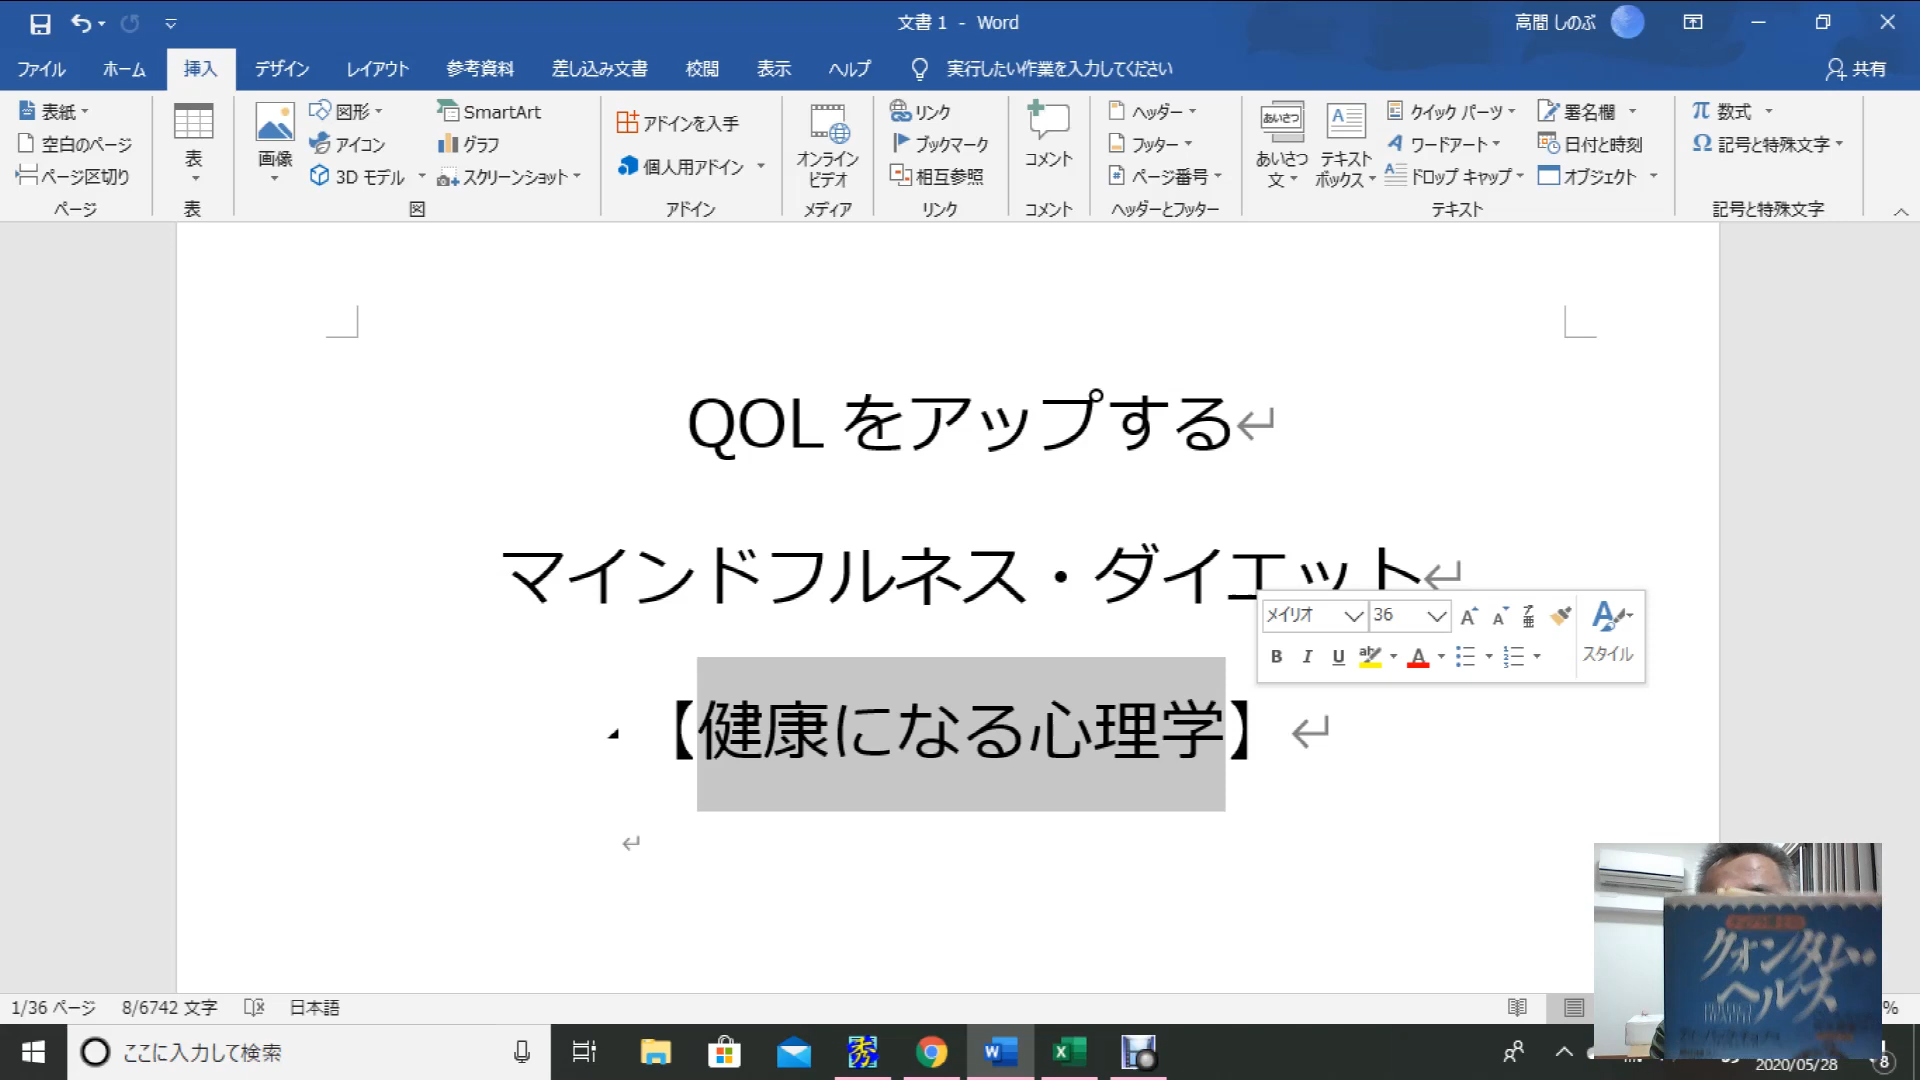 文書 1 - Word
高間 しのぶ
ファイル ホーム 挿入 デザイン レイアウト 参考資料 差し込み文書 校閲 表示 ヘルプ 実行したい作業を入力してください 共有
表紙
空白のページ
ページ区切り
ページ
表
表
画像
図形
アイコン
3D モデル
SmartArt
グラフ
スクリーンショット
図
アドインを入手
個人用アドイン
アドイン
オンライン
ビデオ
メディア
リンク
ブックマーク
相互参照
リンク
コメント
コメント
ヘッダー
フッター
ページ番号
ヘッダーとフッター
あいさつ
あいさつ
文
テキスト
ボックス
クイック パーツ
ワードアート
ドロップ キャップ
署名欄
日付と時刻
オブジェクト
テキスト
数式
記号と特殊文字
記号と特殊文字
QOL をアップする
マインドフルネス・ダイエット
メイリオ 36
B I U スタイル
【健康になる心理学】
クォンタム・
ヘルス
1/36 ページ 8/6742 文字 日本語
%
ここに入力して検索
2020/05/28
8